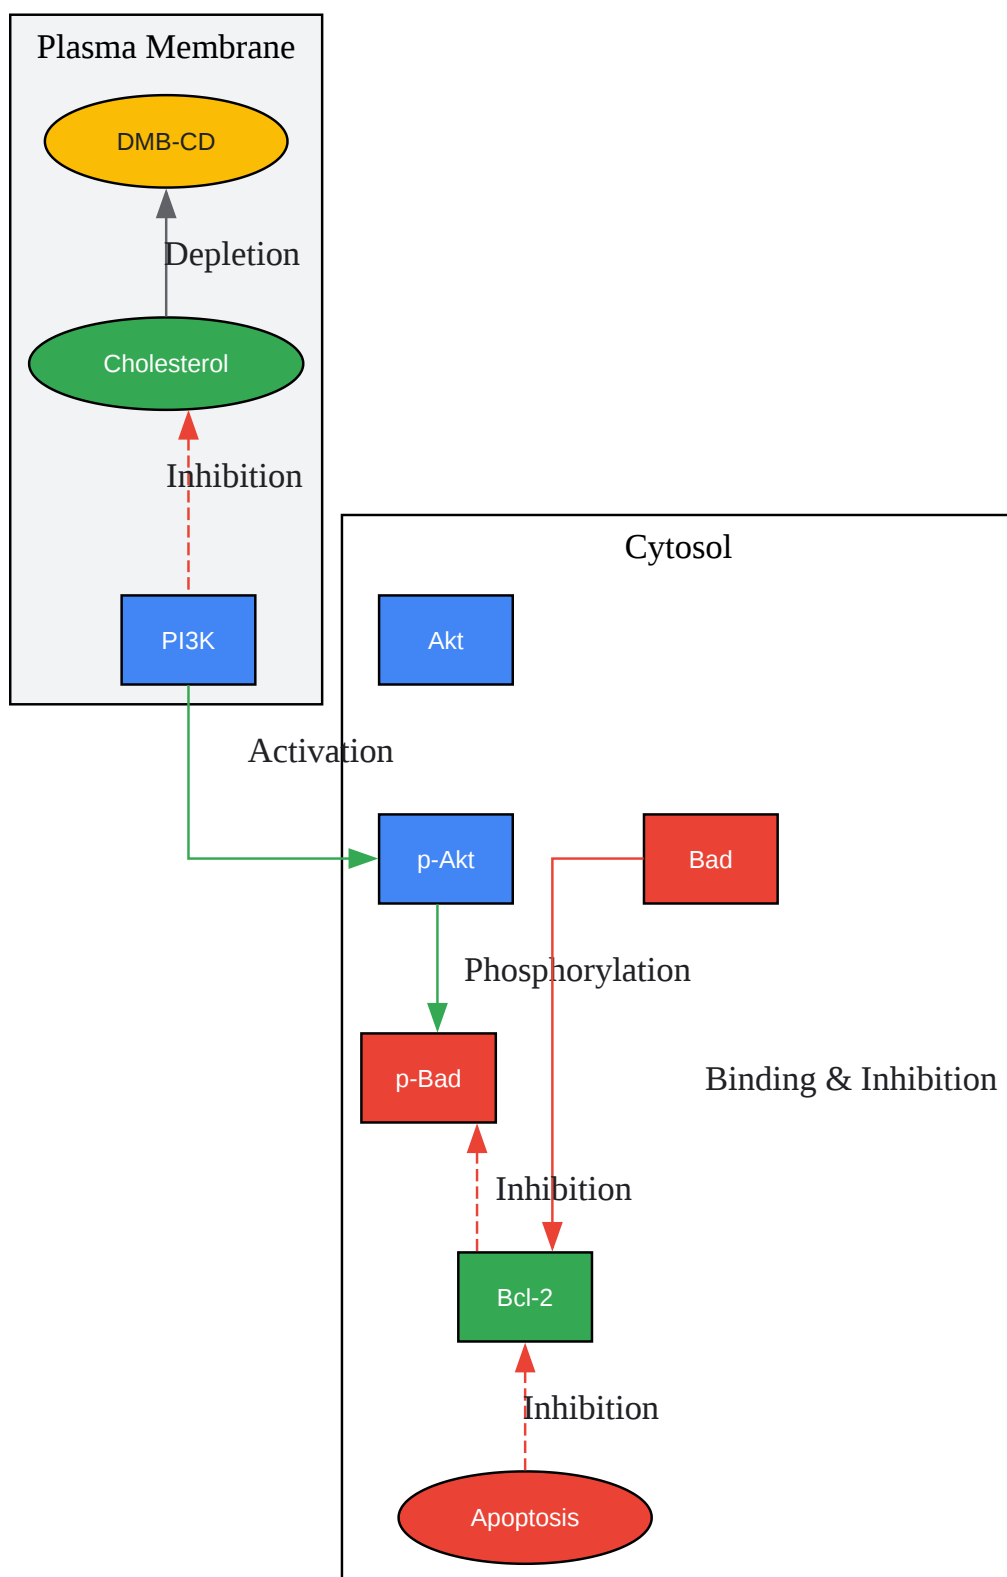 Plasma Membrane
DMB-CD
Depletion
Cholesterol
Inhibition
Cytosol
PI3K
Akt
Activation
p-Akt
Bad
Phosphorylation
p-Bad
Binding & Inhibition
Inhibition
Bcl-2
Inhibition
Apoptosis